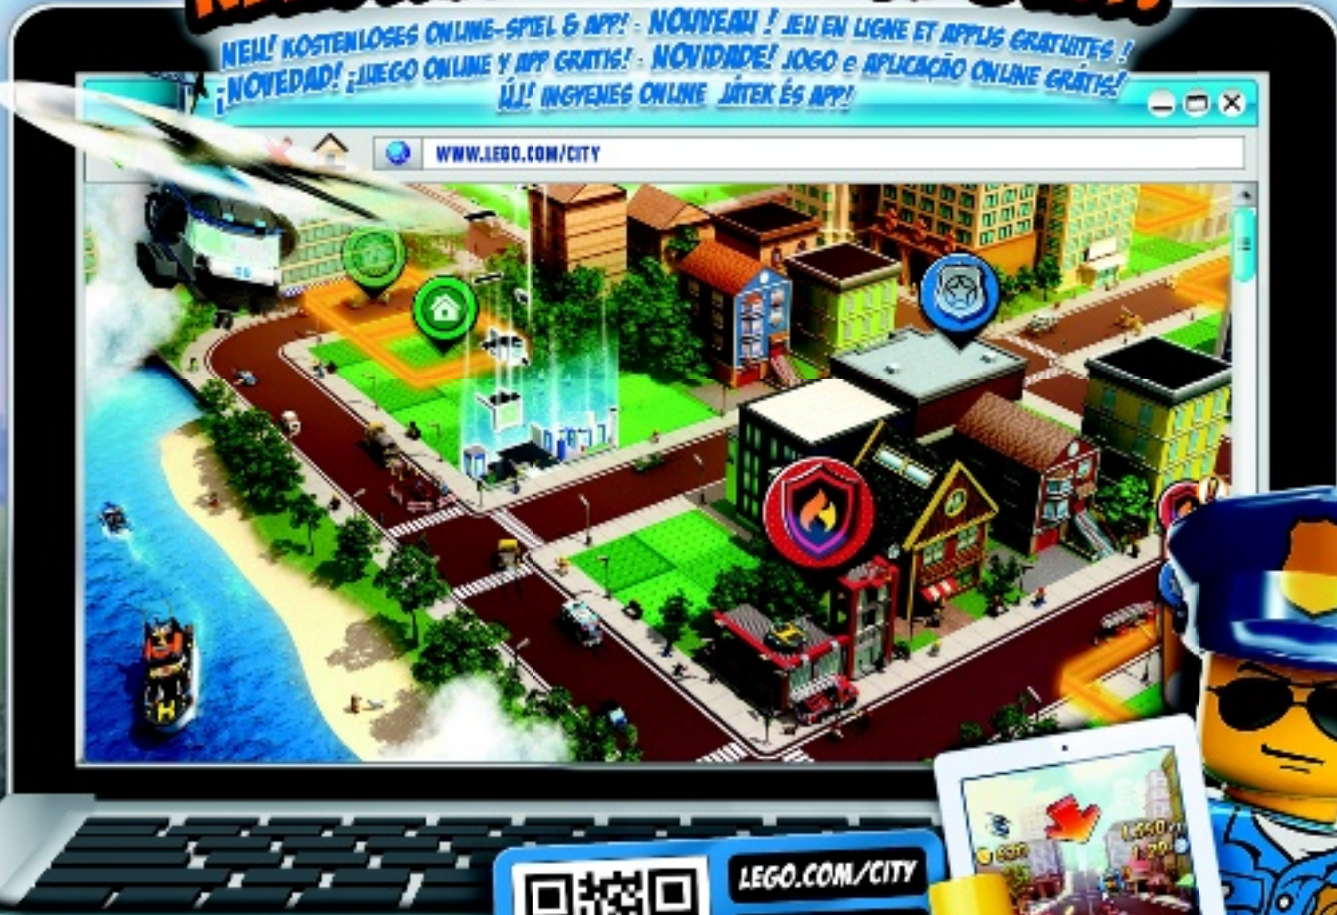 NEU! KOSTENLOSES ONLINE-SPIEL & APP! - NOUVEAU ! JEU EN LIGNE ET APPLIS GRATUITES !
¡NOVEDAD! ¡JUEGO ONLINE Y APP GRATIS! - NOVIDADE! JOGO e APLICAÇÃO ONLINE GRÁTIS!
ÚJ! INGYENES ONLINE JÁTÉK ÉS APP!
WWW.LEGO.COM/CITY
H
LEGO.COM/CITY